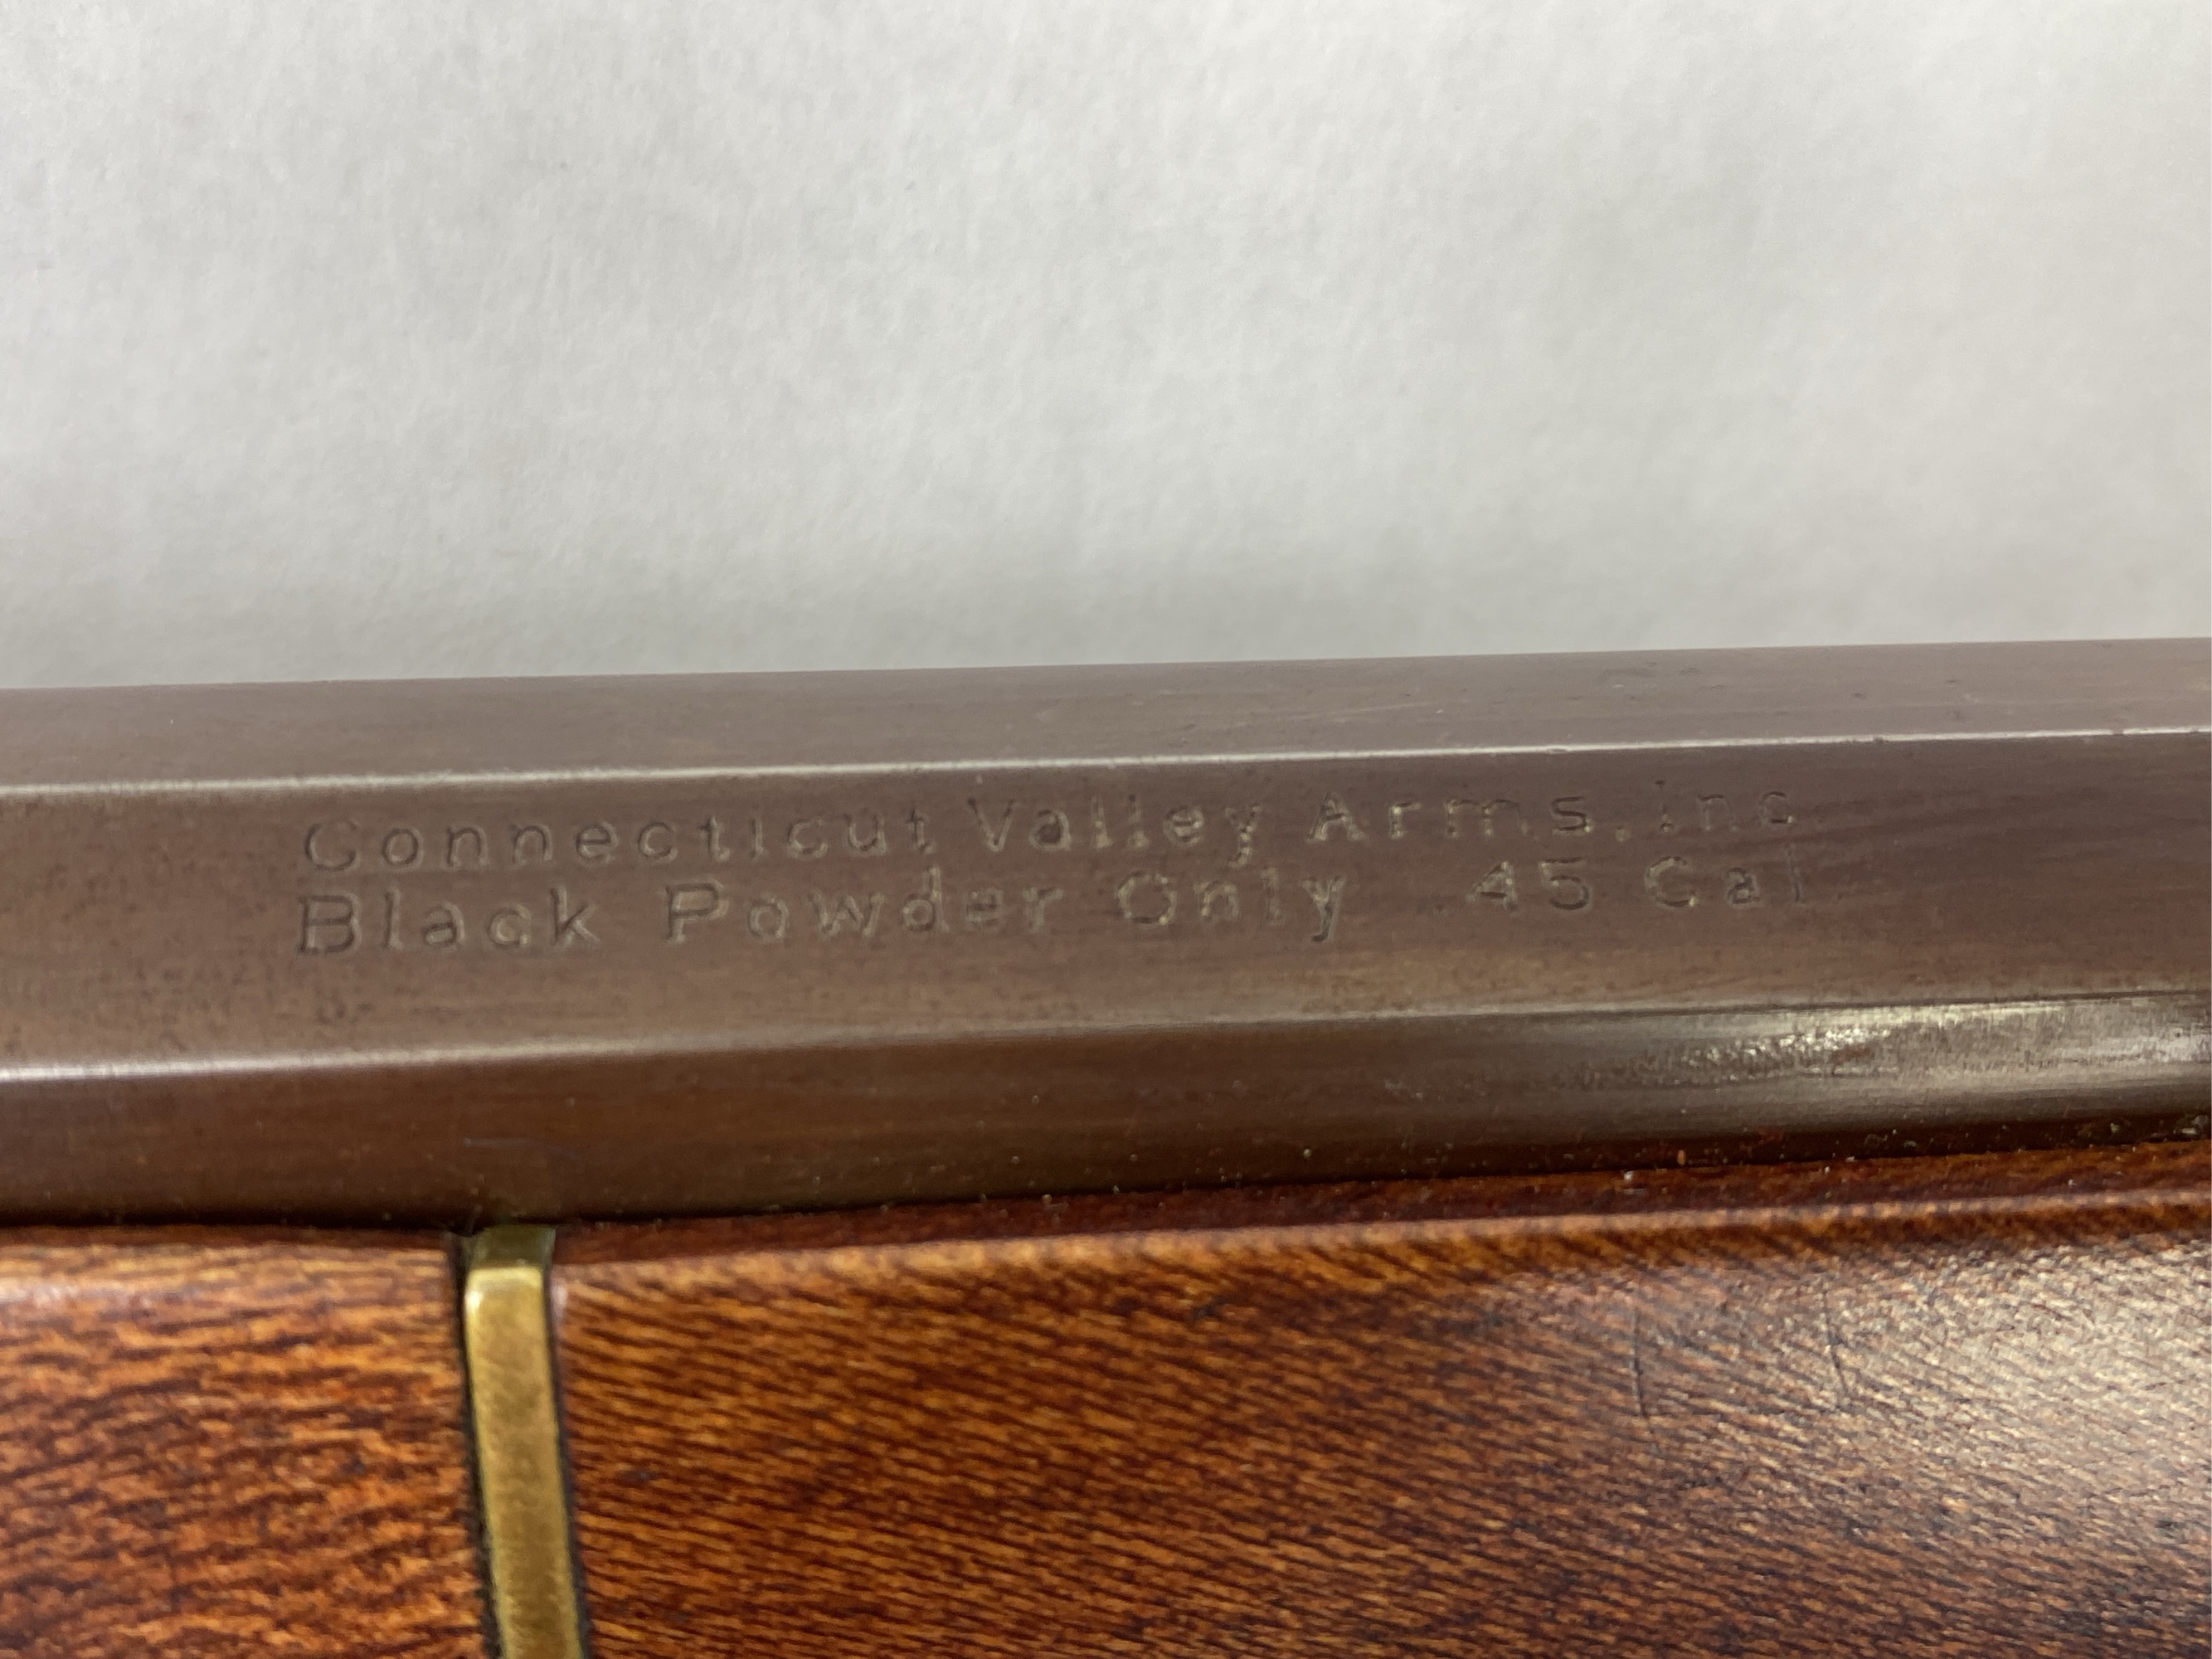 Connecticut Valley Arms, Inc
Black Powder Only 45 Cal